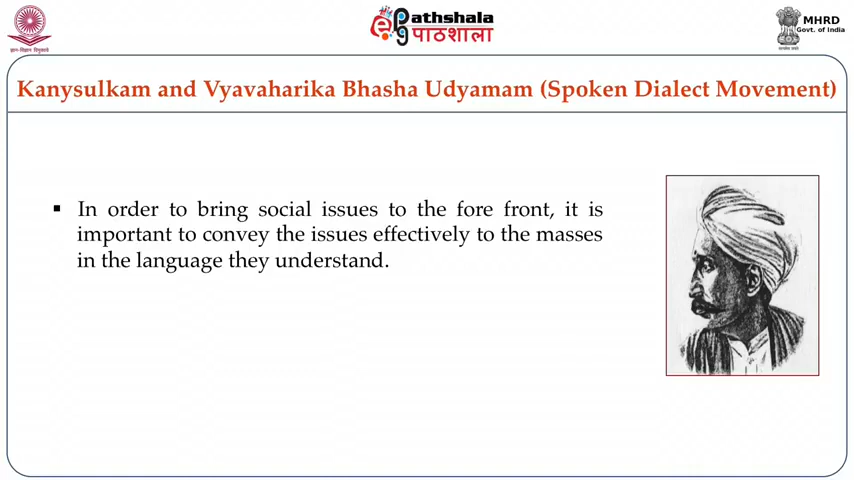 Pathshala
पाठशाला
MHRD
Govt. of India
Kanysulkam and Vyavaharika Bhasha Udyamam (Spoken Dialect Movement)
▪ In order to bring social issues to the fore front, it is
important to convey the issues effectively to the masses
in the language they understand.